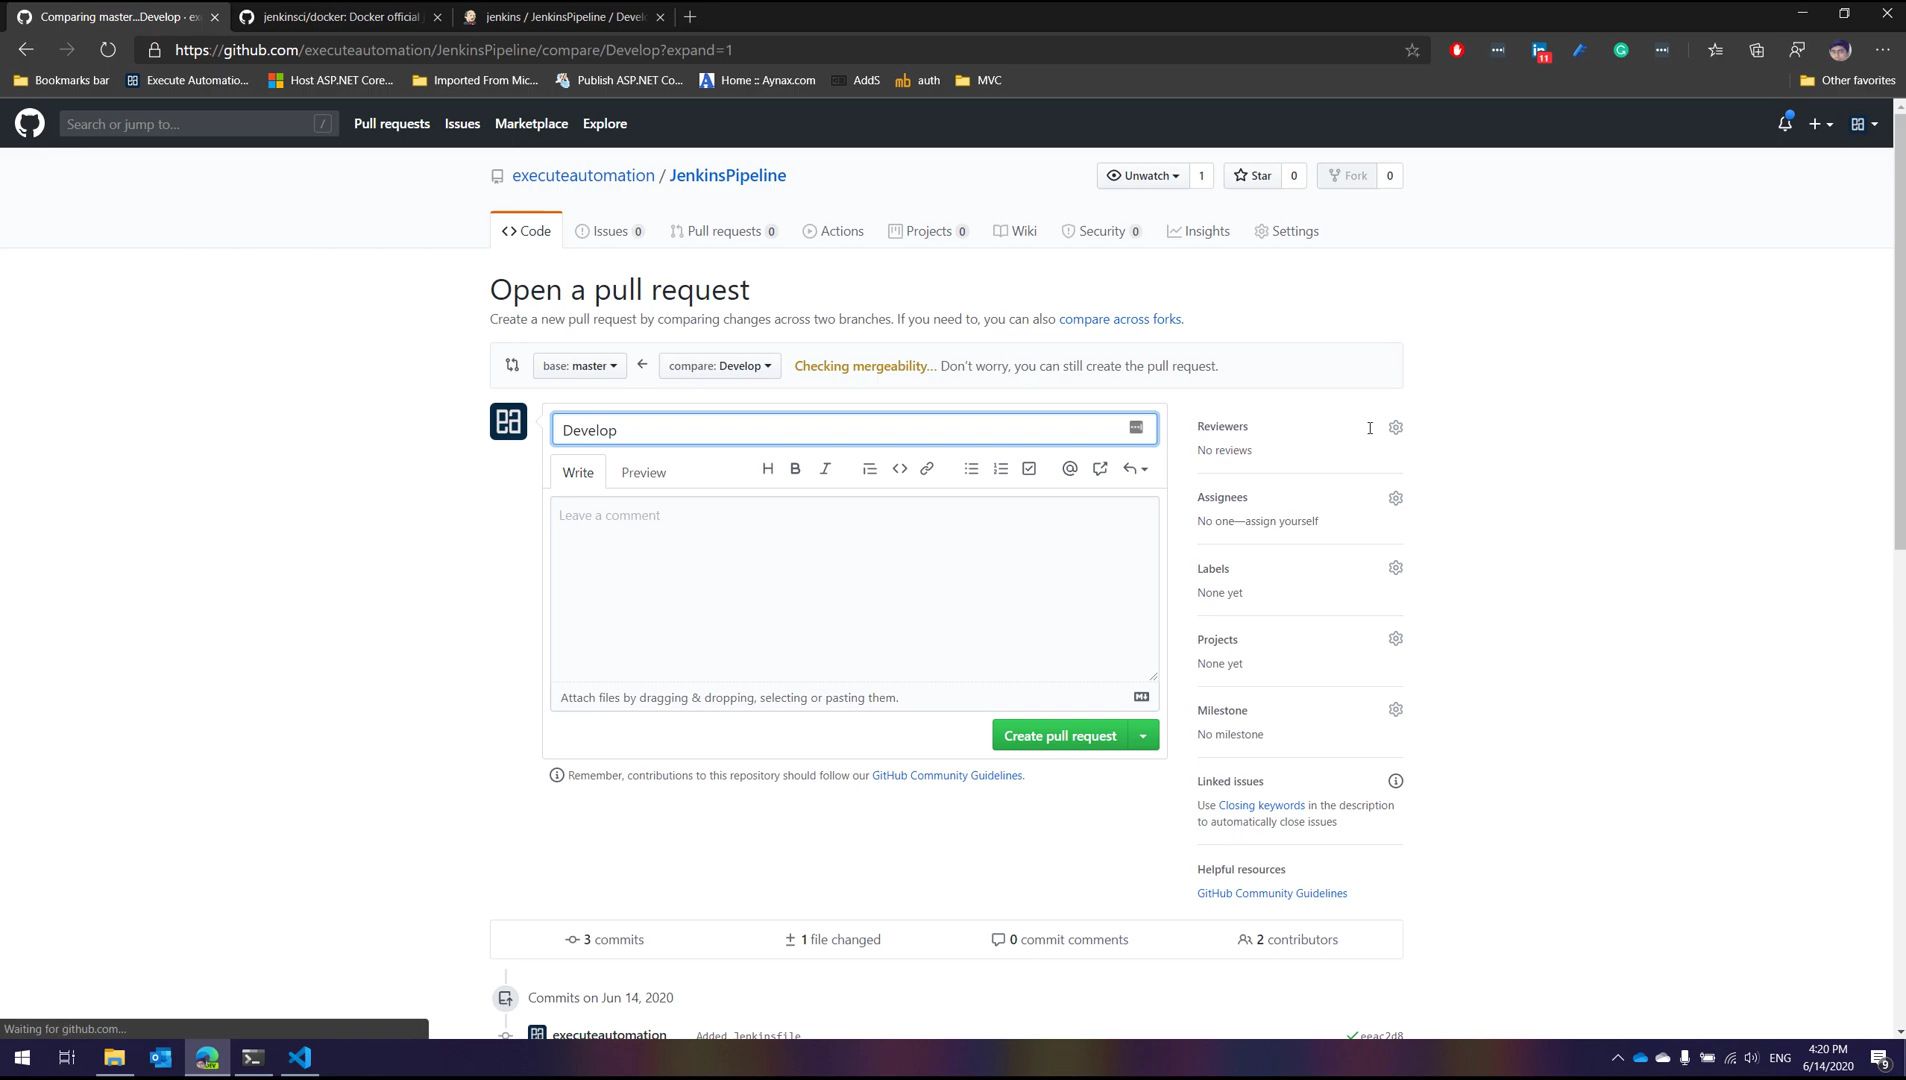 Comparing master...Develop · exe
jenkinsci/docker: Docker official
jenkins / JenkinsPipeline / Develo
https://github.com/executeautomation/JenkinsPipeline/compare/Develop?expand=1
11
Bookmarks bar
Execute Automatio...
Host ASP.NET Core...
Imported From Mic...
Publish ASP.NET Co...
Home :: Aynax.com
AddS
auth
MVC
Other favorites
Search or jump to...
/
Pull requests
Issues
Marketplace
Explore
executeautomation / JenkinsPipeline
Unwatch
1
Star
0
Fork
0
Code
Issues 0
Pull requests 0
Actions
Projects 0
Wiki
Security 0
Insights
Settings
Open a pull request
Create a new pull request by comparing changes across two branches. If you need to, you can also compare across forks.
base: master
compare: Develop
Checking mergeability... Don't worry, you can still create the pull request.
Develop
Write
Preview
Leave a comment
Attach files by dragging & dropping, selecting or pasting them.
Create pull request
Remember, contributions to this repository should follow our GitHub Community Guidelines.
Reviewers
No reviews
Assignees
No one—assign yourself
Labels
None yet
Projects
None yet
Milestone
No milestone
Linked issues
Use Closing keywords in the description
to automatically close issues
Helpful resources
GitHub Community Guidelines
3 commits
1 file changed
0 commit comments
2 contributors
Commits on Jun 14, 2020
executeautomation
Added Jenkinsfile
eeac2d8
Waiting for github.com...
ENG
4:20 PM
6/14/2020
9